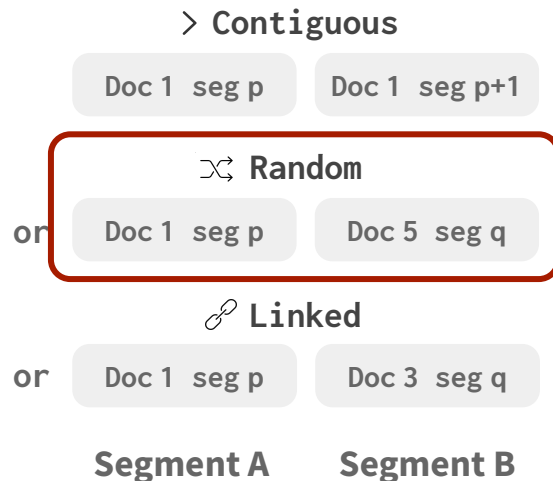 > Contiguous
Doc 1 seg p Doc 1 seg p+1
Random
or Doc 1 seg p Doc 5 seg q
Linked
or Doc 1 seg p Doc 3 seg q
Segment A Segment B